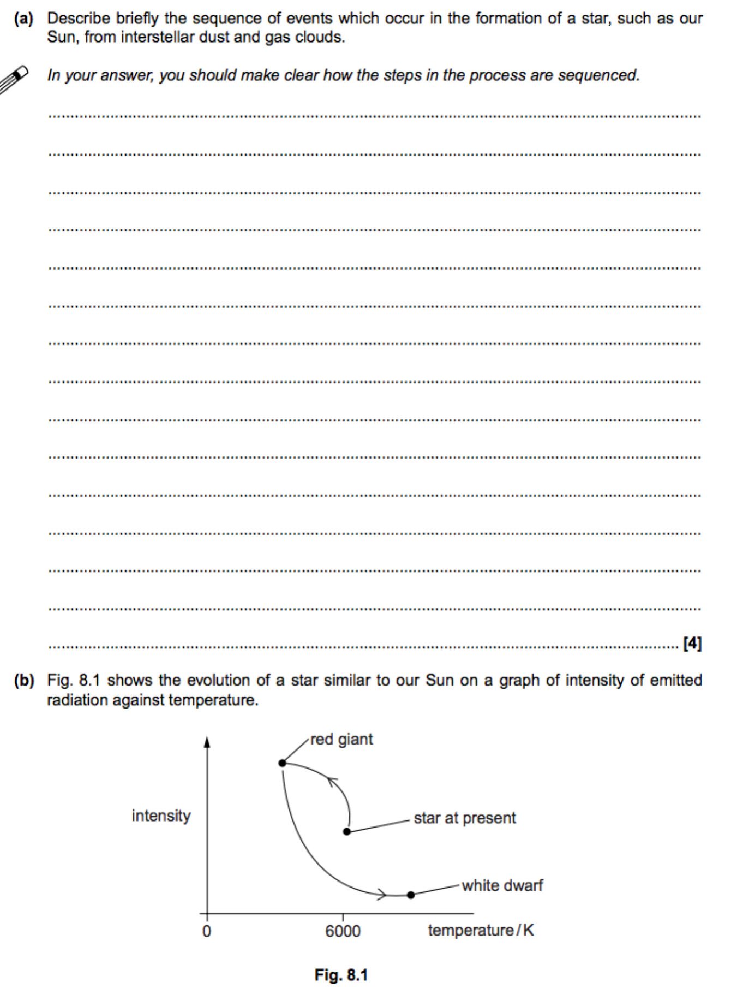 (a) Describe briefly the sequence of events which occur in the formation of a star, such as our
Sun, from interstellar dust and gas clouds.
In your answer, you should make clear how the steps in the process are sequenced.
[4]
(b) Fig. 8.1 shows the evolution of a star similar to our Sun on a graph of intensity of emitted
radiation against temperature.
red giant
intensity
star at present
white dwarf
0
6000
temperature/K
Fig. 8.1